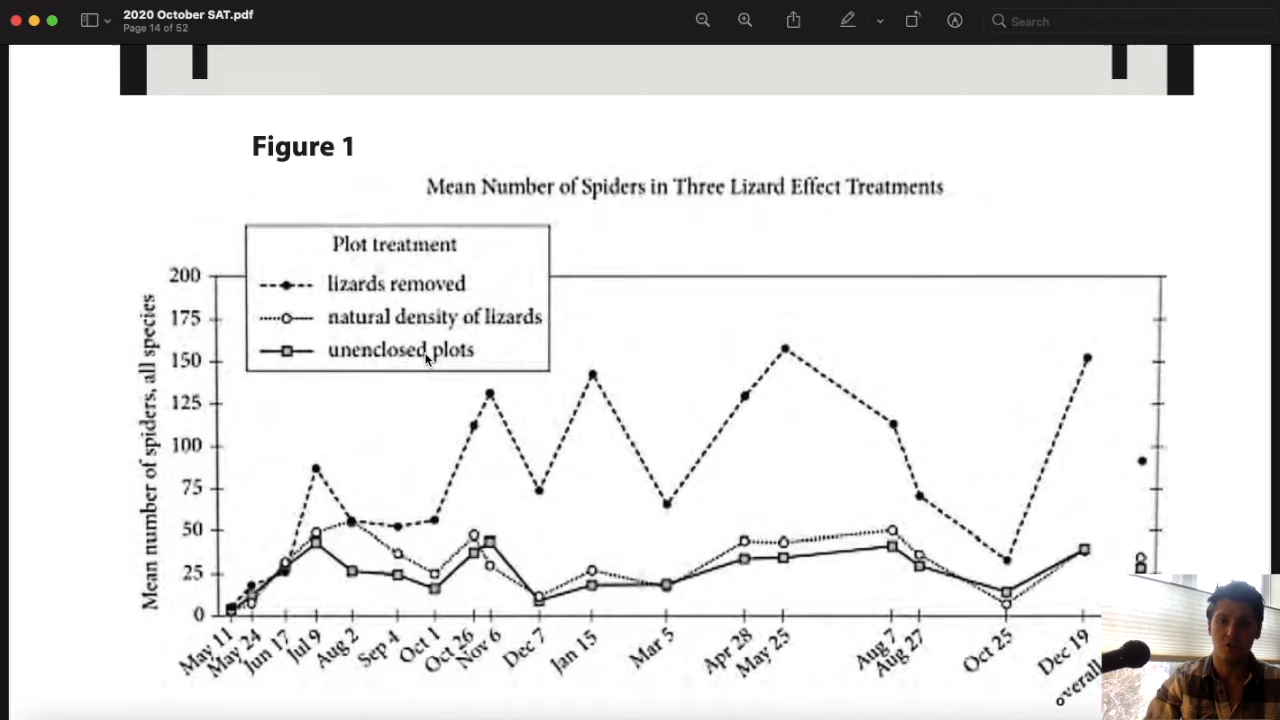 2020 October SAT.pdf
Page 14 of 52
Search
Figure 1
Mean Number of Spiders in Three Lizard Effect Treatments
Plot treatment
lizards removed
natural density of lizards
unenclosed plots
Mean number of spiders, all species
200
175
150
125
100
75
50
25
0
May 11
May 24
Jun 17
Jul 9
Aug 2
Sep 4
Oct 1
Oct 26
Nov 6
Dec 7
Jan 15
Mar 5
Apr 28
May 25
Aug 7
Aug 27
Oct 25
Dec 19
overall